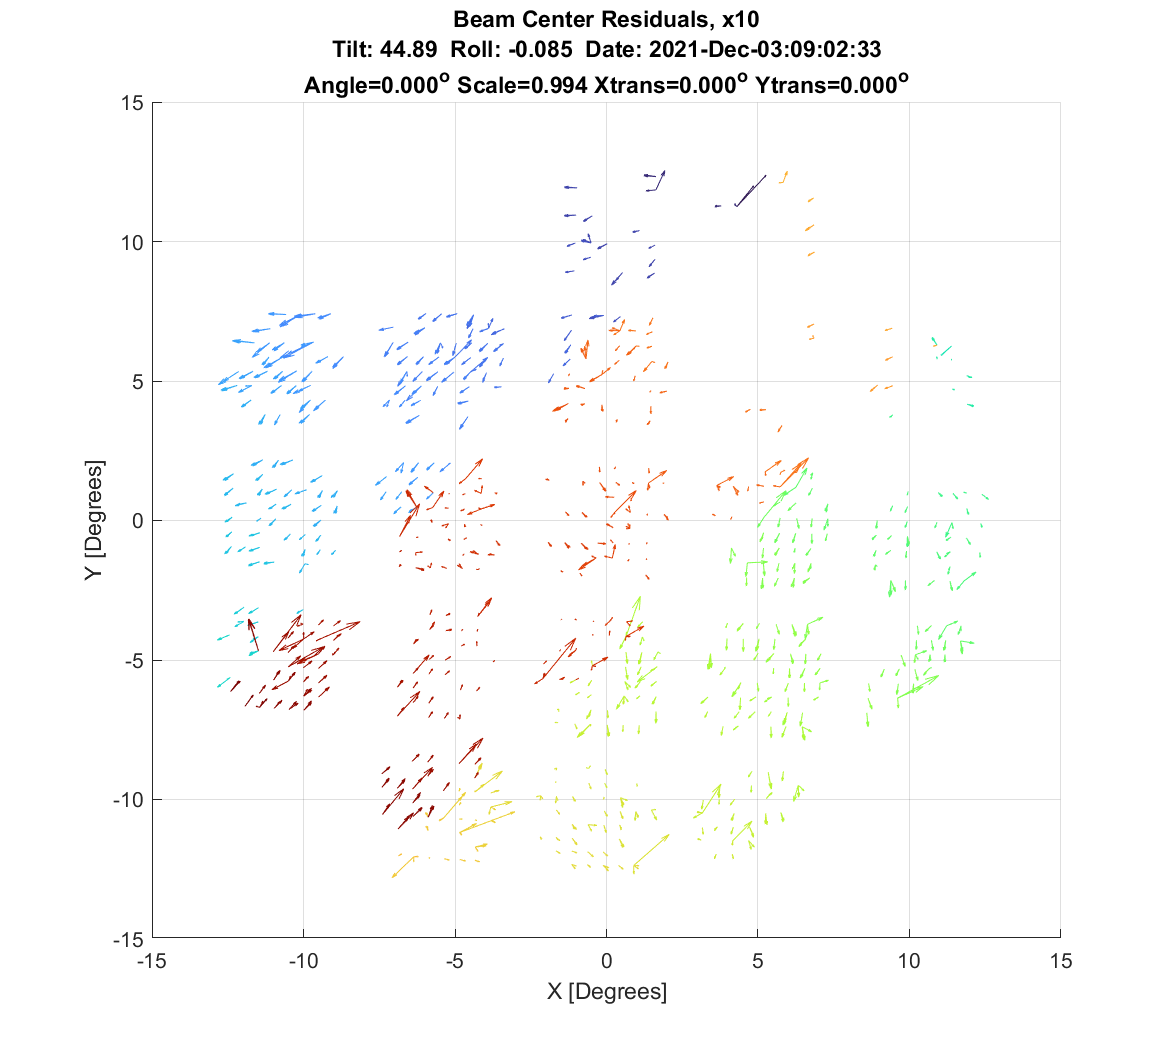 Beam Center Residuals, x10
Tilt: 44.89  Roll: -0.085  Date: 2021-Dec-03:09:02:33
Angle=0.000° Scale=0.994 Xtrans=0.000° Ytrans=0.000°
15
10
5
0
-5
-10
-15
Y [Degrees]
-15 -10 -5 0 5 10 15
X [Degrees]